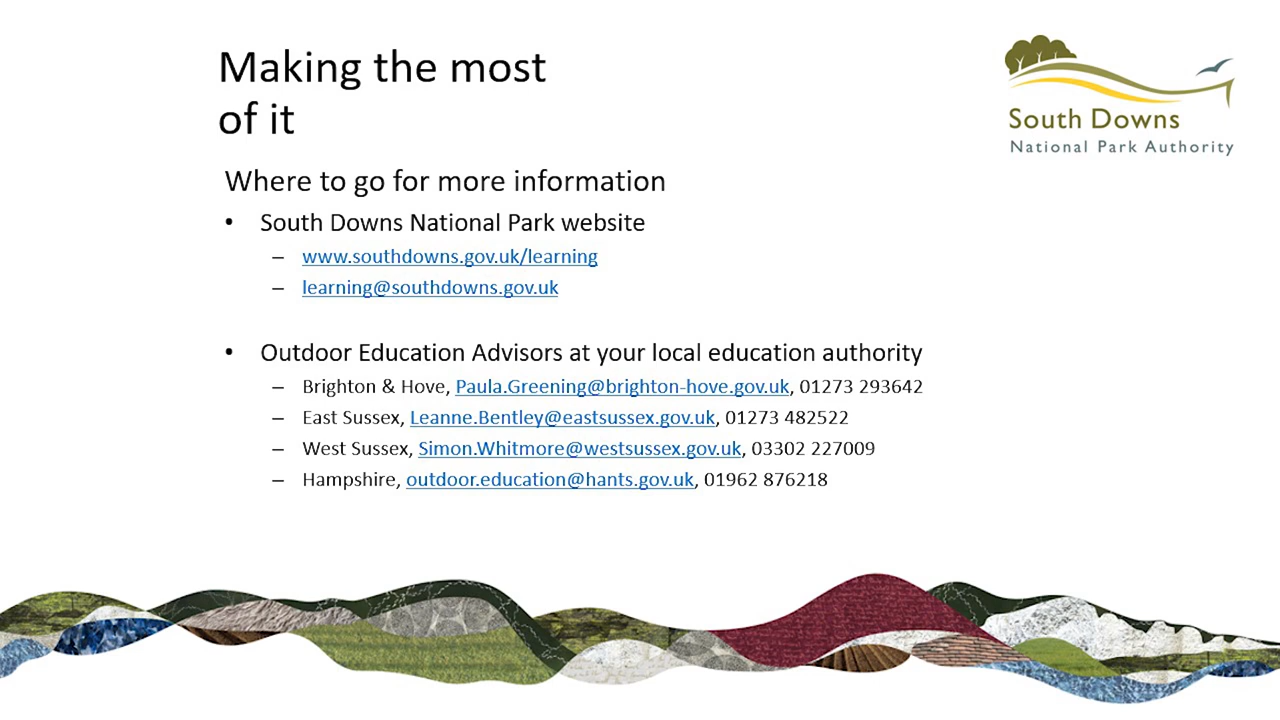 Making the most
of it
South Downs
National Park Authority
Where to go for more information
• South Downs National Park website
– www.southdowns.gov.uk/learning
– learning@southdowns.gov.uk
• Outdoor Education Advisors at your local education authority
– Brighton & Hove, Paula.Greening@brighton-hove.gov.uk, 01273 293642
– East Sussex, Leanne.Bentley@eastsussex.gov.uk, 01273 482522
– West Sussex, Simon.Whitmore@westsussex.gov.uk, 03302 227009
– Hampshire, outdoor.education@hants.gov.uk, 01962 876218